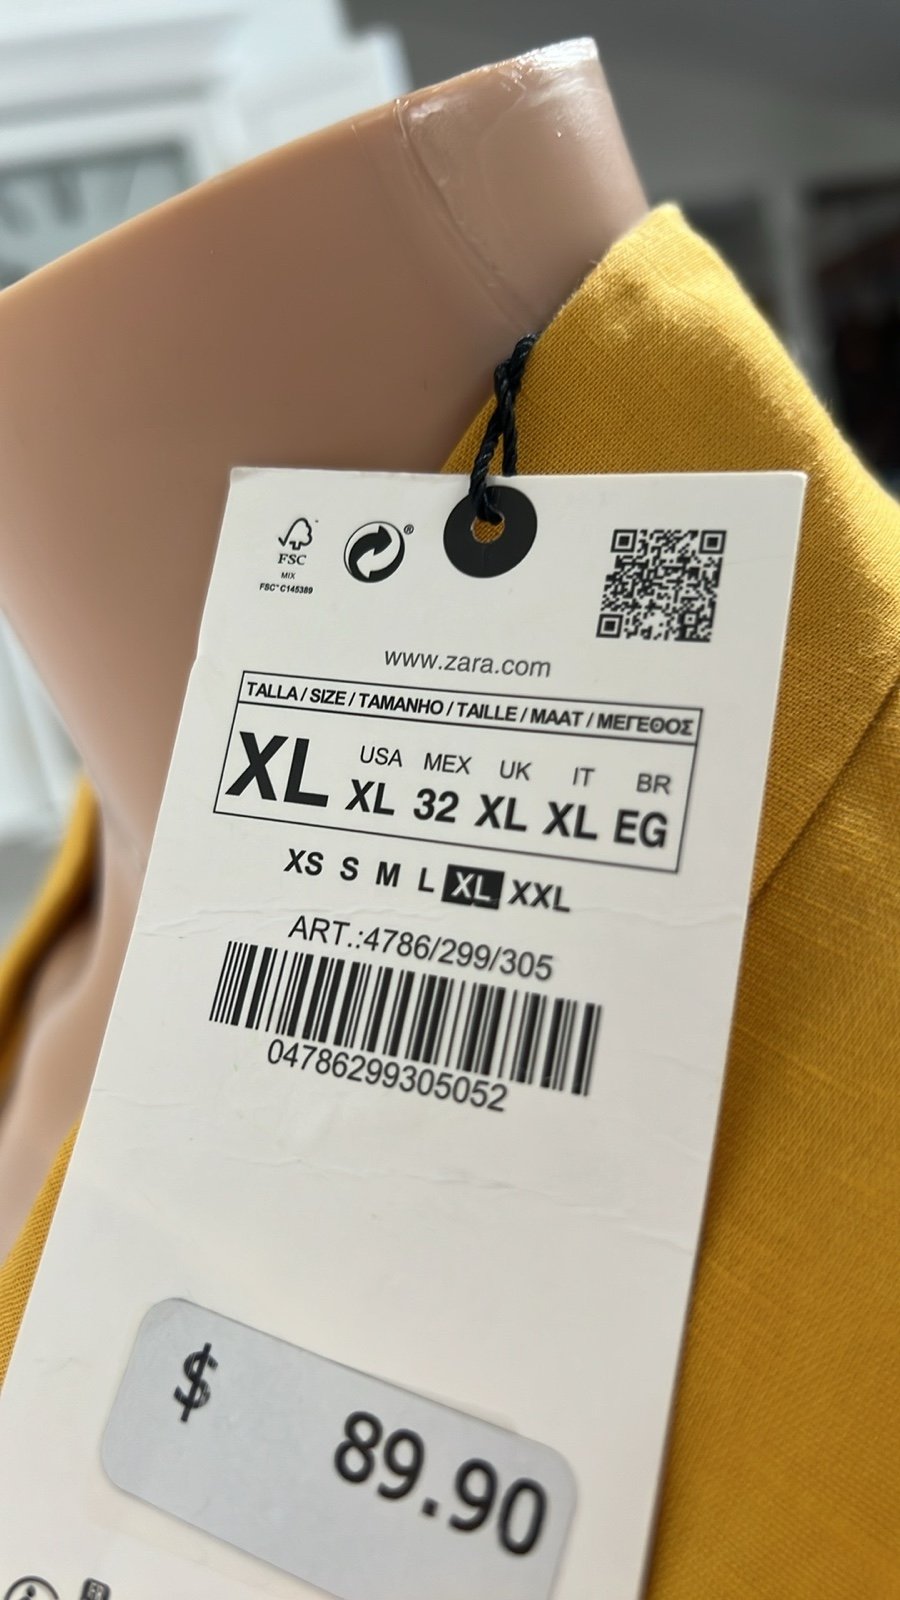 FSC
MIX
FSC™ C145389
®
www.zara.com
TALLA / SIZE / TAMANHO / TAILLE / MAAT / ΜΕΓΕΘΟΣ
USA MEX UK IT BR
XL XL 32 XL XL EG
XS S M L XL XXL
ART.:4786/299/305
04786299305052
$ 89.90